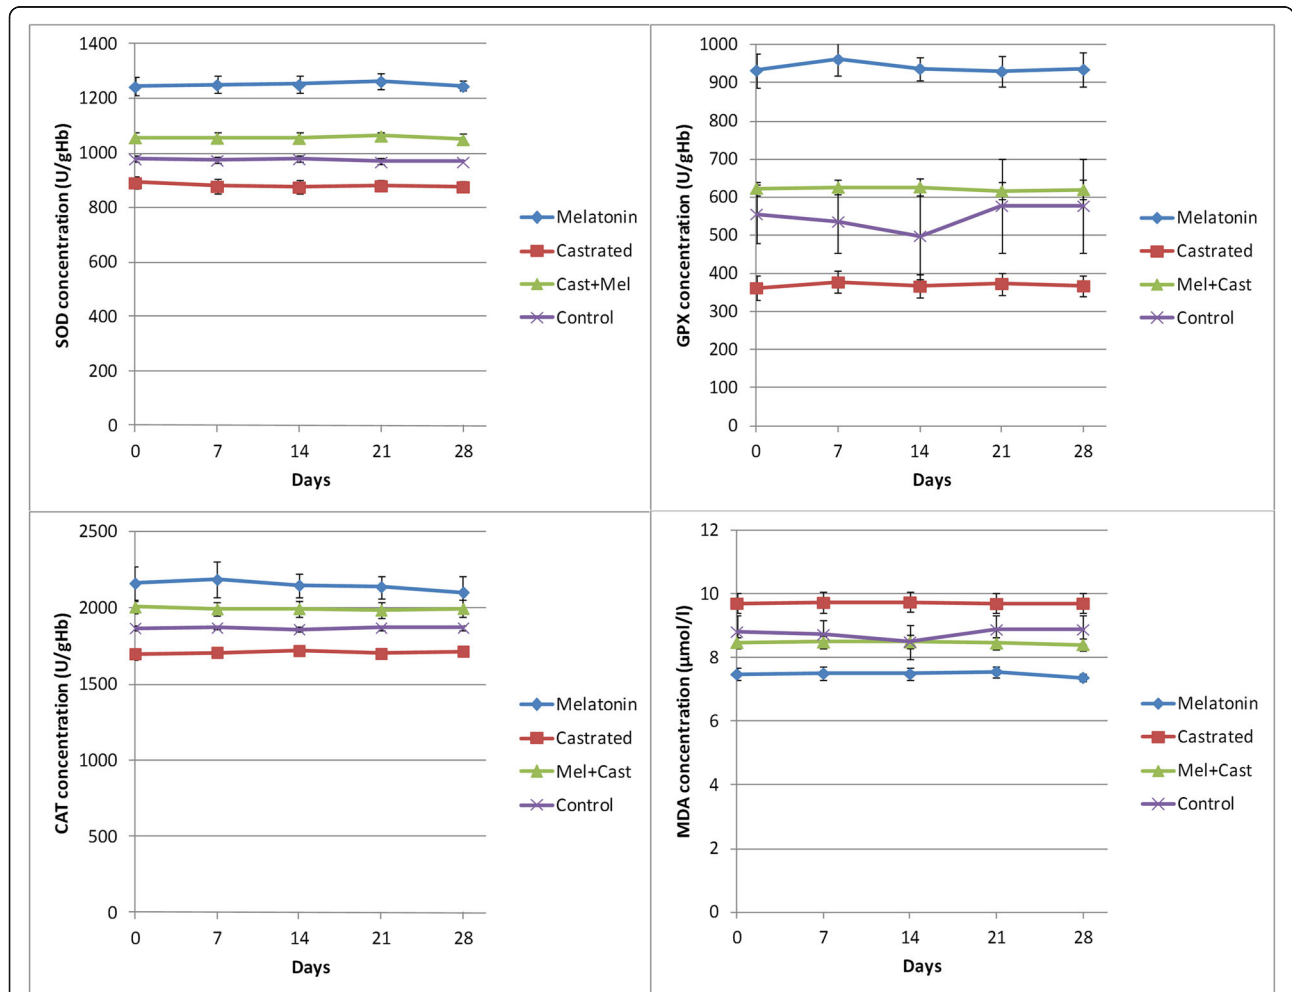 SOD concentration (U/gHb)
1400
1200
1000
800
600
400
200
0
0 7 14 21 28
Days
Melatonin
Castrated
Cast+Mel
Control
GPX concentration (U/gHb)
1000
900
800
700
600
500
400
300
200
100
0
0 7 14 21 28
Days
Melatonin
Castrated
Mel+Cast
Control
CAT concentration (U/gHb)
2500
2000
1500
1000
500
0
0 7 14 21 28
Days
Melatonin
Castrated
Mel+Cast
Control
MDA concentration (µmol/l)
12
10
8
6
4
2
0
0 7 14 21 28
Days
Melatonin
Castrated
Mel+Cast
Control